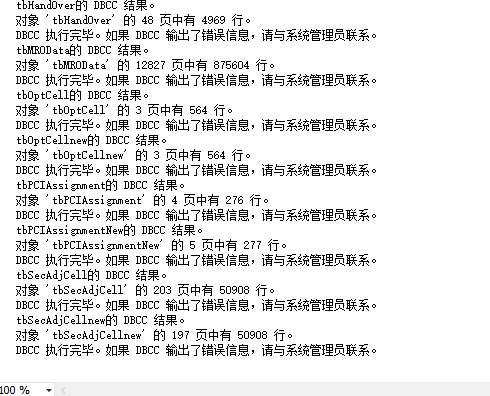 tbHandOver的 DBCC 结果。
对象 'tbHandOver' 的 48 页中有 4969 行。
DBCC 执行完毕。如果 DBCC 输出了错误信息，请与系统管理员联系。
tbMROData的 DBCC 结果。
对象 'tbMROData' 的 12827 页中有 875604 行。
DBCC 执行完毕。如果 DBCC 输出了错误信息，请与系统管理员联系。
tbOptCell的 DBCC 结果。
对象 'tbOptCell' 的 3 页中有 564 行。
DBCC 执行完毕。如果 DBCC 输出了错误信息，请与系统管理员联系。
tbOptCellnew的 DBCC 结果。
对象 'tbOptCellnew' 的 3 页中有 564 行。
DBCC 执行完毕。如果 DBCC 输出了错误信息，请与系统管理员联系。
tbPCIAssignment的 DBCC 结果。
对象 'tbPCIAssignment' 的 4 页中有 276 行。
DBCC 执行完毕。如果 DBCC 输出了错误信息，请与系统管理员联系。
tbPCIAssignmentNew的 DBCC 结果。
对象 'tbPCIAssignmentNew' 的 5 页中有 277 行。
DBCC 执行完毕。如果 DBCC 输出了错误信息，请与系统管理员联系。
tbSecAdjCell的 DBCC 结果。
对象 'tbSecAdjCell' 的 203 页中有 50908 行。
DBCC 执行完毕。如果 DBCC 输出了错误信息，请与系统管理员联系。
tbSecAdjCellnew的 DBCC 结果。
对象 'tbSecAdjCellnew' 的 197 页中有 50908 行。
DBCC 执行完毕。如果 DBCC 输出了错误信息，请与系统管理员联系。
100 %